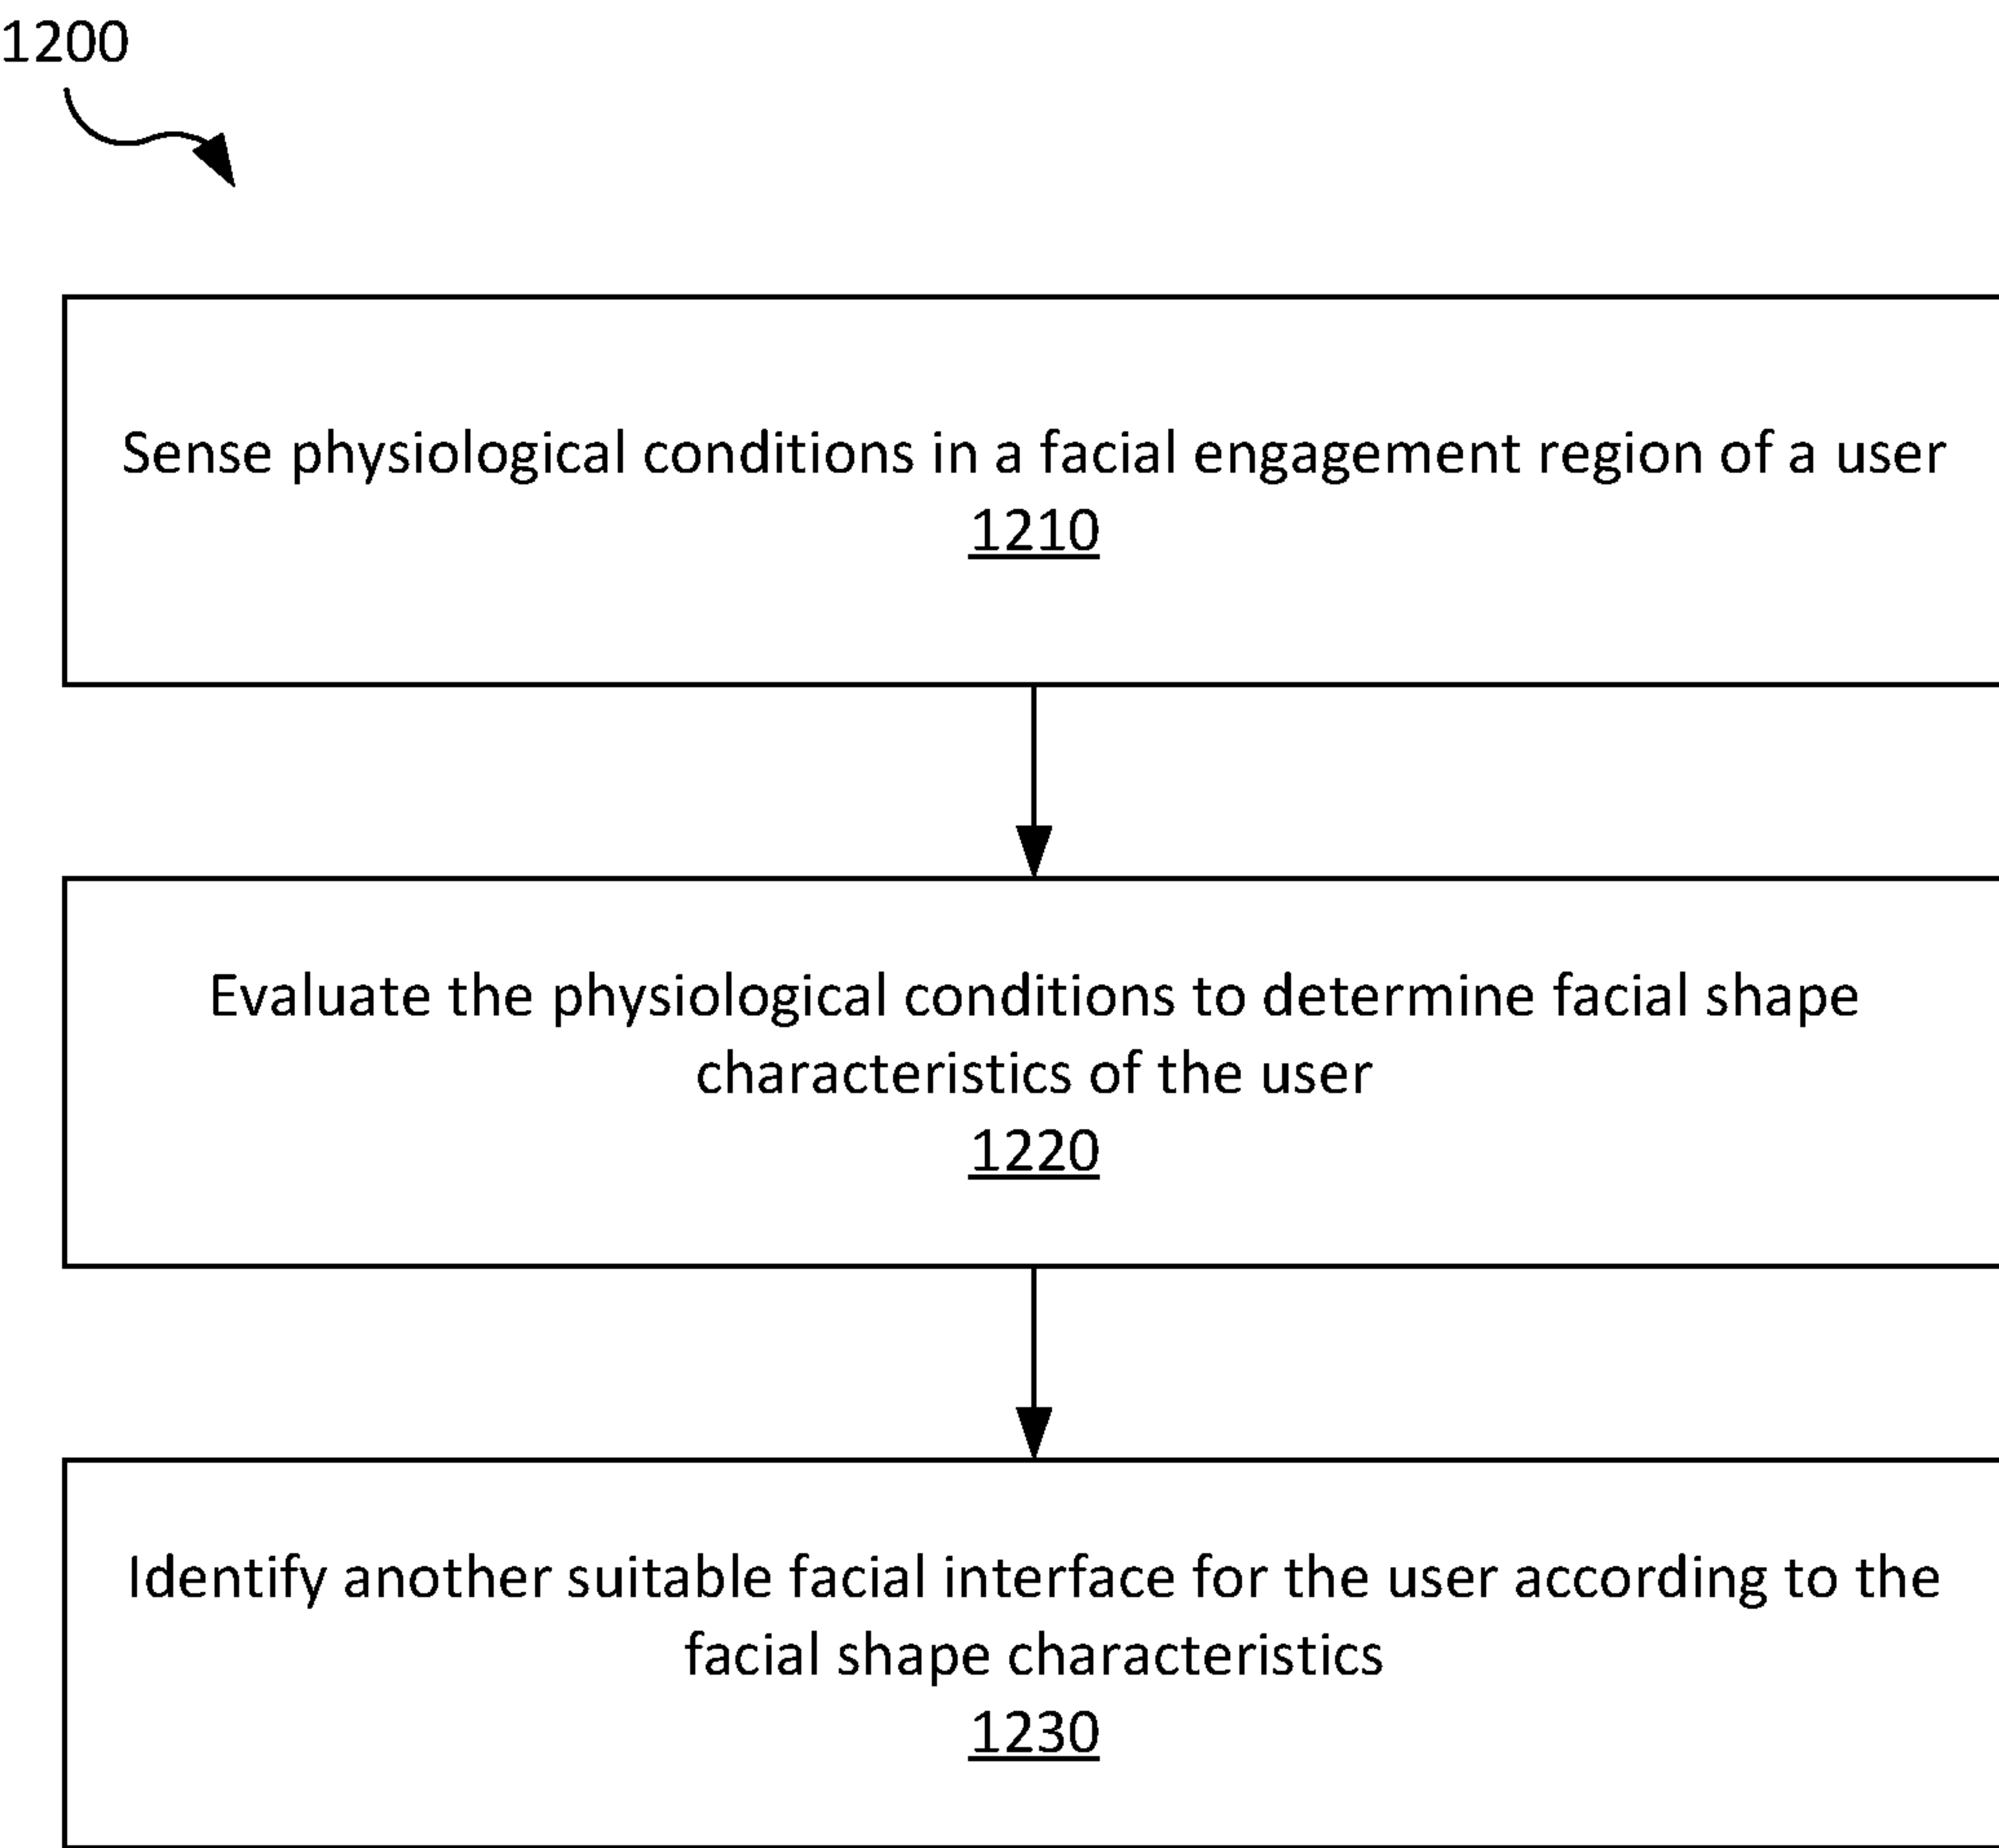 1200
Sense physiological conditions in a facial engagement region of a user
1210
Evaluate the physiological conditions to determine facial shape
characteristics of the user
1220
Identify another suitable facial interface for the user according to the
facial shape characteristics
1230